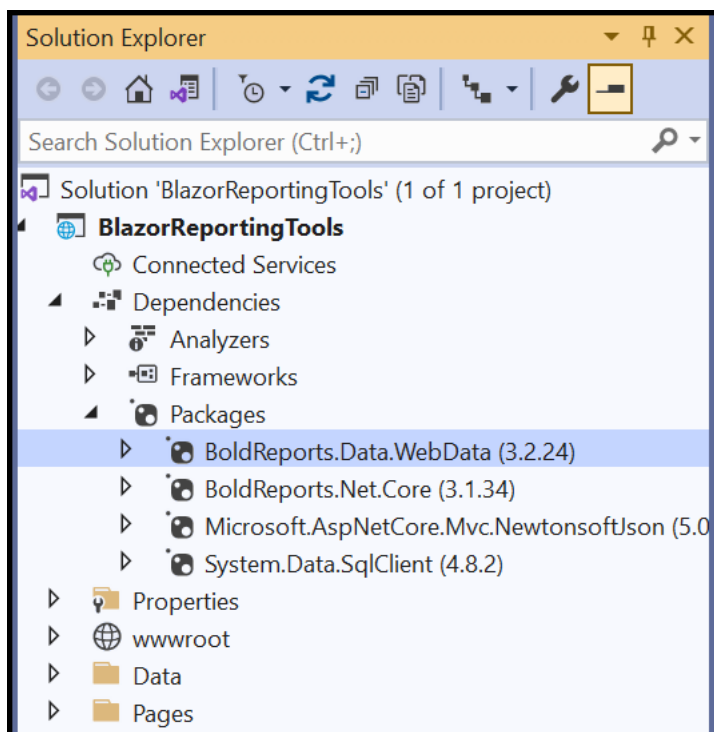 Solution Explorer
Search Solution Explorer (Ctrl+;)
Solution 'BlazorReportingTools' (1 of 1 project)
BlazorReportingTools
Connected Services
Dependencies
Analyzers
Frameworks
Packages
BoldReports.Data.WebData (3.2.24)
BoldReports.Net.Core (3.1.34)
Microsoft.AspNetCore.Mvc.NewtonsoftJson (5.0
System.Data.SqlClient (4.8.2)
Properties
wwwroot
Data
Pages